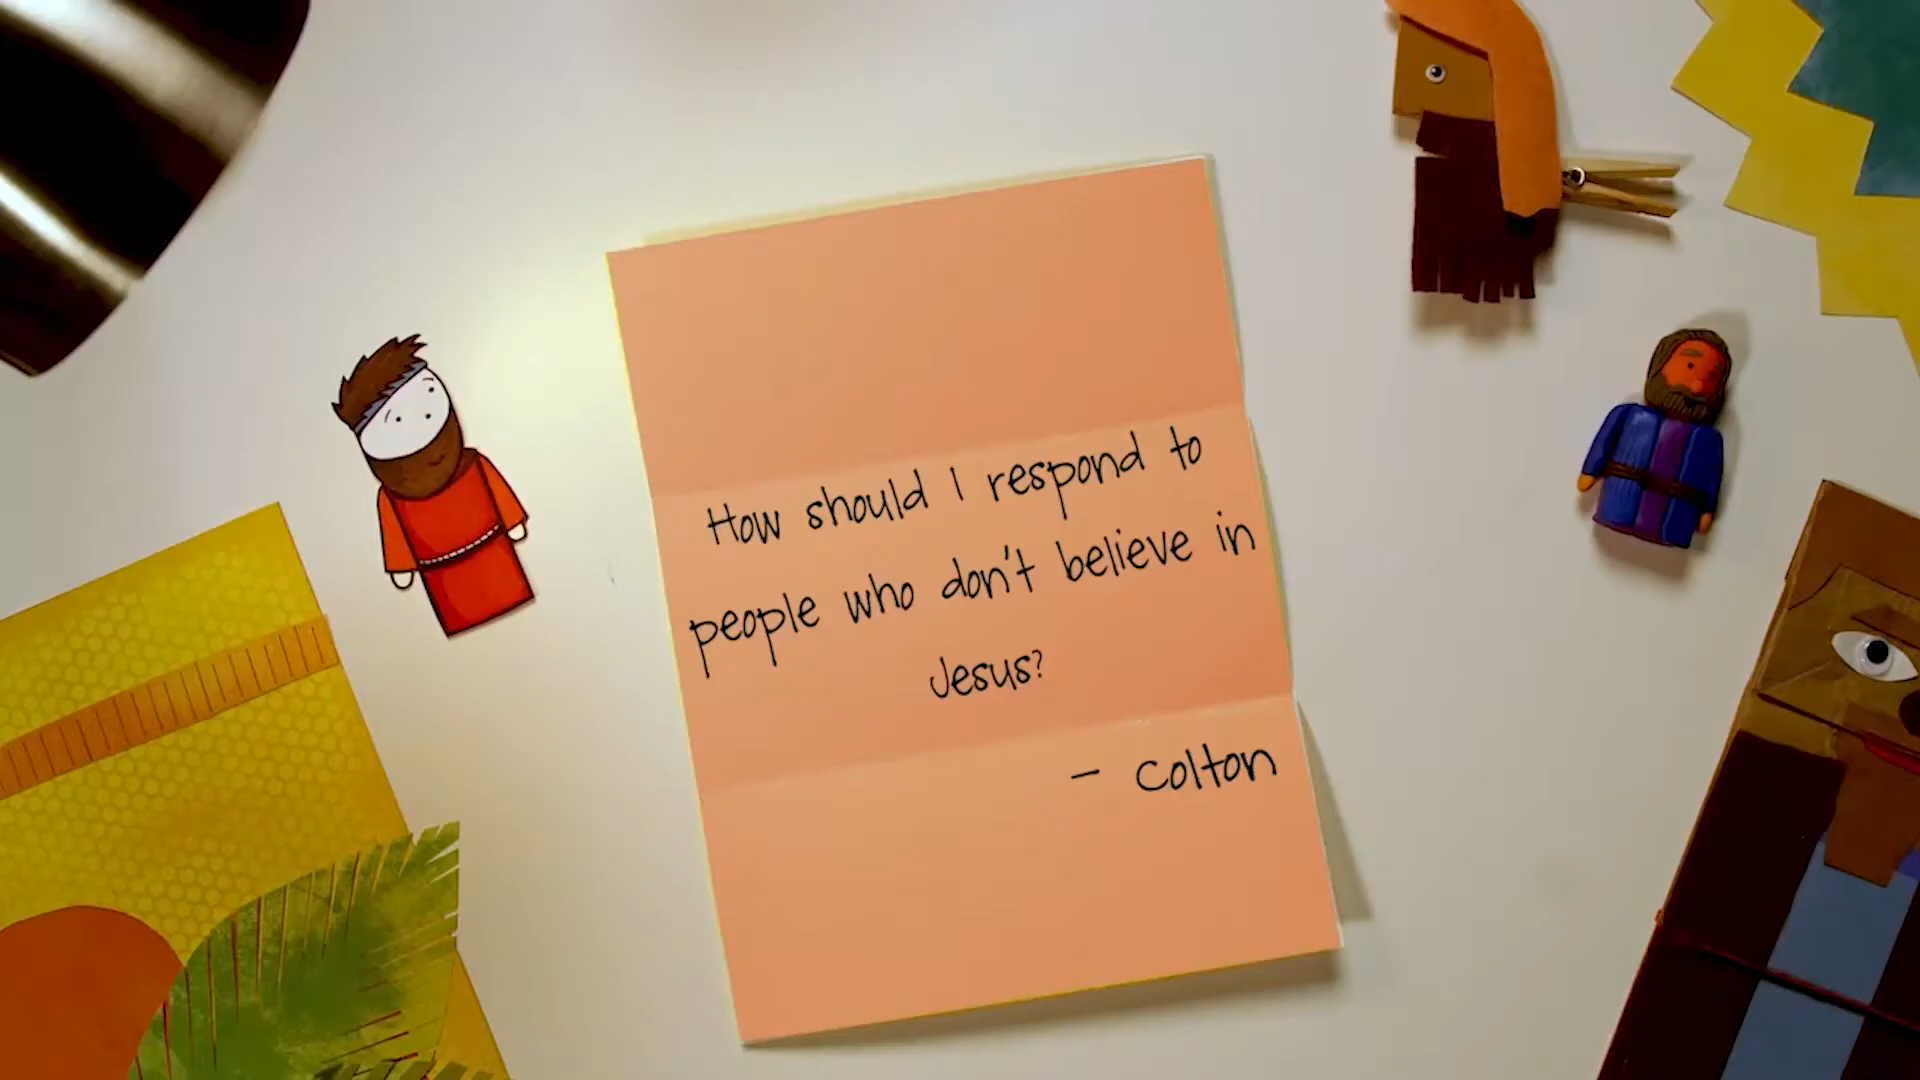 How should I respond to
people who don't believe in
Jesus?
- Colton